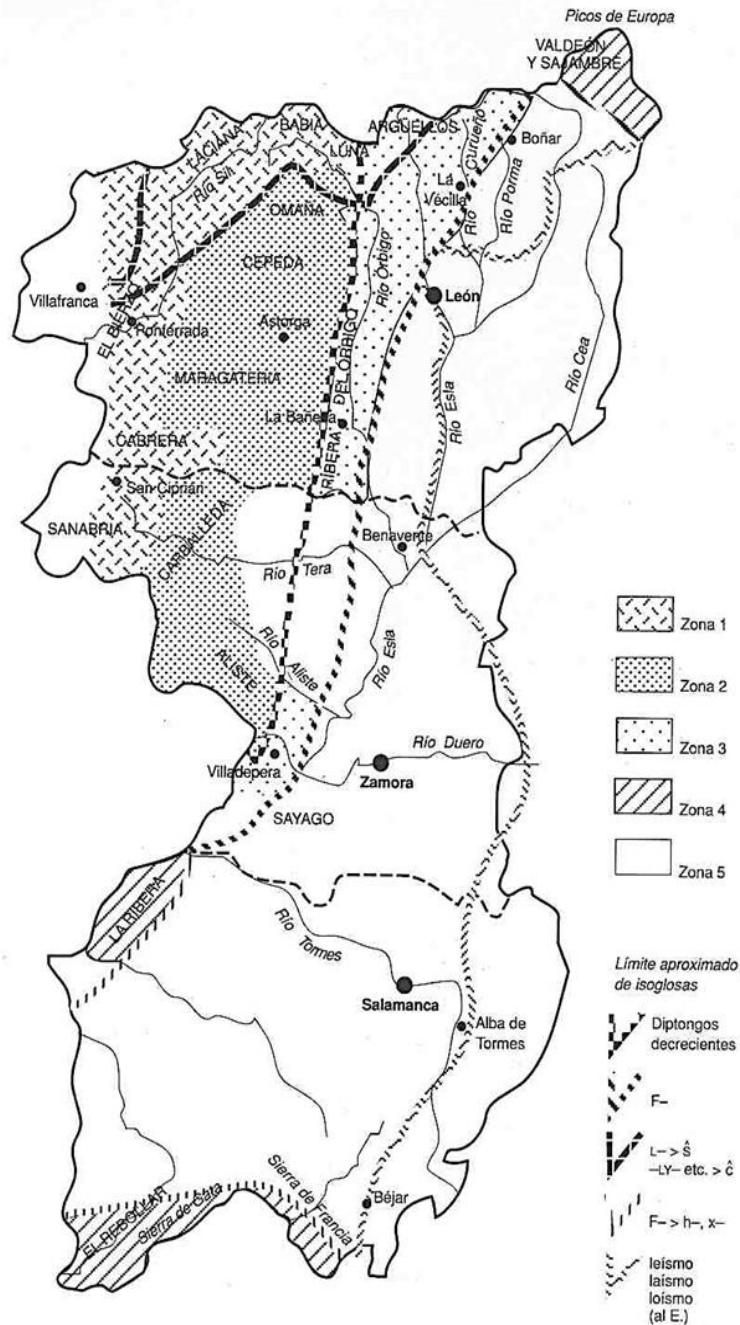 Picos de Europa
VALDEÓN
Y SAJAMBRE
BABIA
ARGÜELLOS
LACIANA
LUNA
Río Curueño
Boñar
Río Sil
La
Vécilla
Río Porma
OMAÑA
CEPEDA
Río Orbigo
León
Villafranca
EL BIERZO
Ponferrada
Astorga
Río Cea
MARAGATERIA
RIBERA DEL ORBIGO
Río Esla
La Bañeza
CABRERA
San Ciprián
SANABRIA
CARBALLEDA
Benavente
Río Tera
Río Esla
Río Aliste
ALISTE
Río Duero
Villadepera
Zamora
SAYAGO
LA RIBERA
Río Tormes
Salamanca
Alba de
Tormes
Sierra de Francia
Béjar
EL REBOLLAR
Sierra de Gata
Zona 1
Zona 2
Zona 3
Zona 4
Zona 5
Límite aproximado
de isoglosas
Diptongos
decrecientes
F–
L– > ŝ
–LY– etc. > ĉ
F– > h–, x–
leísmo
laísmo
loísmo
(al E.)